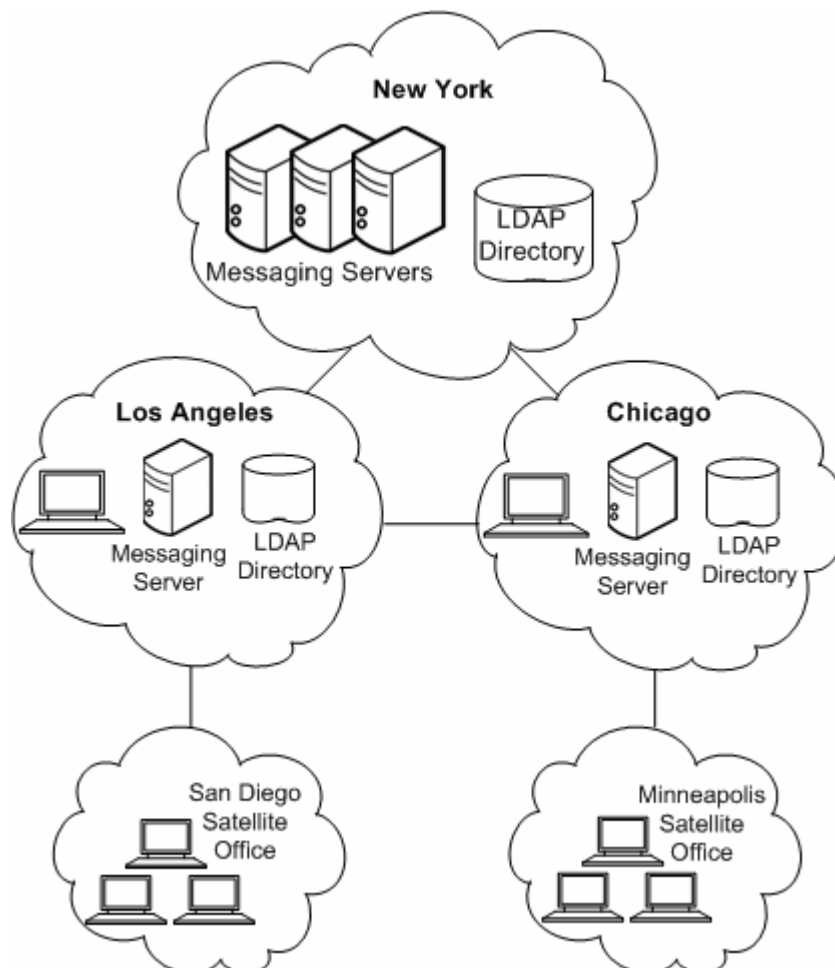 New York
LDAP
Directory
Messaging Servers
Los Angeles
Messaging
Server
LDAP
Directory
Chicago
Messaging
Server
LDAP
Directory
San Diego
Satellite
Office
Minneapolis
Satellite
Office